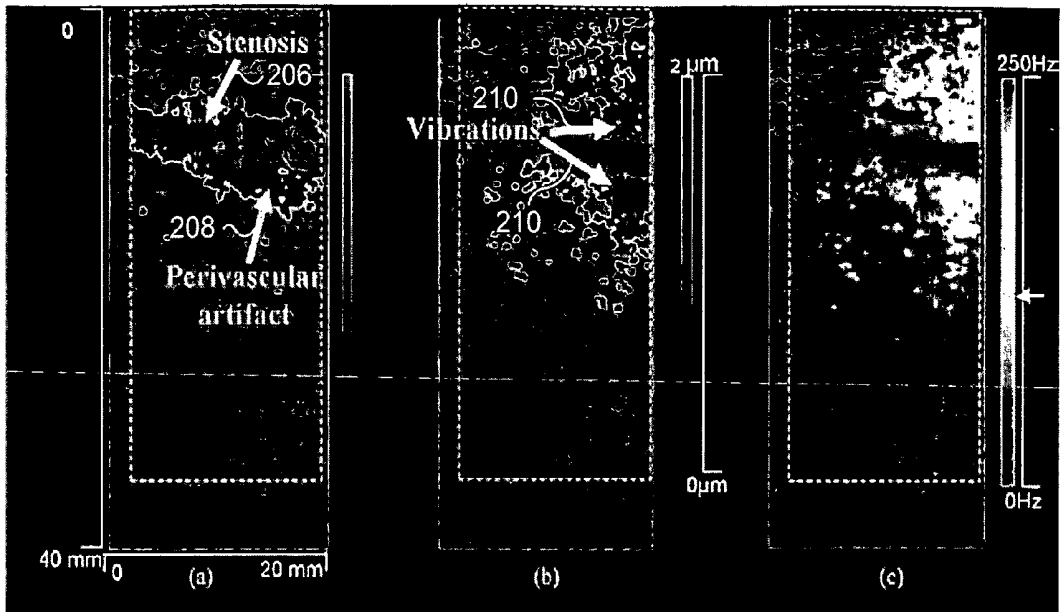 0
Stenosis
206
Perivascular
artifact
208
40 mm
0
20 mm
(a)
210
Vibrations
210
2 µm
0µm
(b)
250Hz
0Hz
(c)